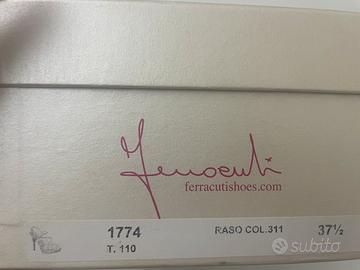 Ferracuti
ferracutishoes.com
1774 RASO COL.311 37½
T. 110
subito